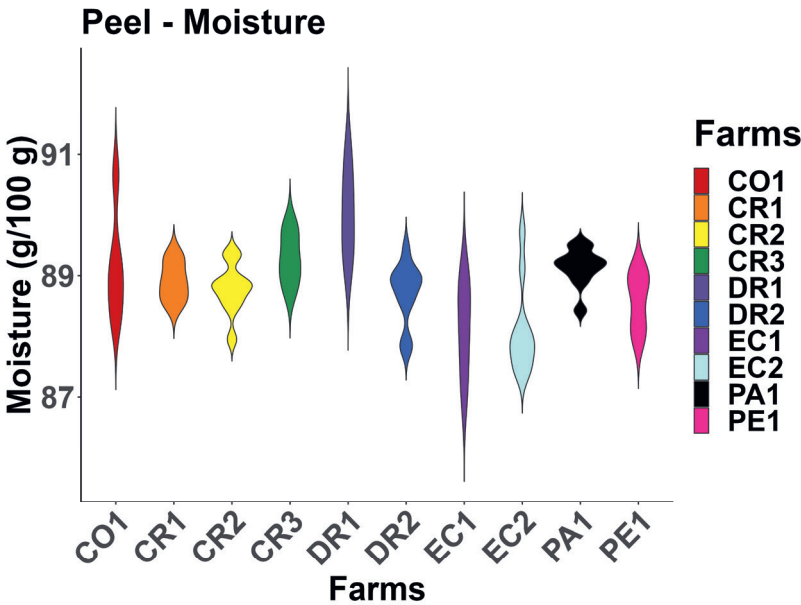 Peel - Moisture
Moisture (g/100 g)
91
89
87
CO1
CR1
CR2
CR3
DR1
DR2
EC1
EC2
PA1
PE1
Farms
Farms
CO1
CR1
CR2
CR3
DR1
DR2
EC1
EC2
PA1
PE1